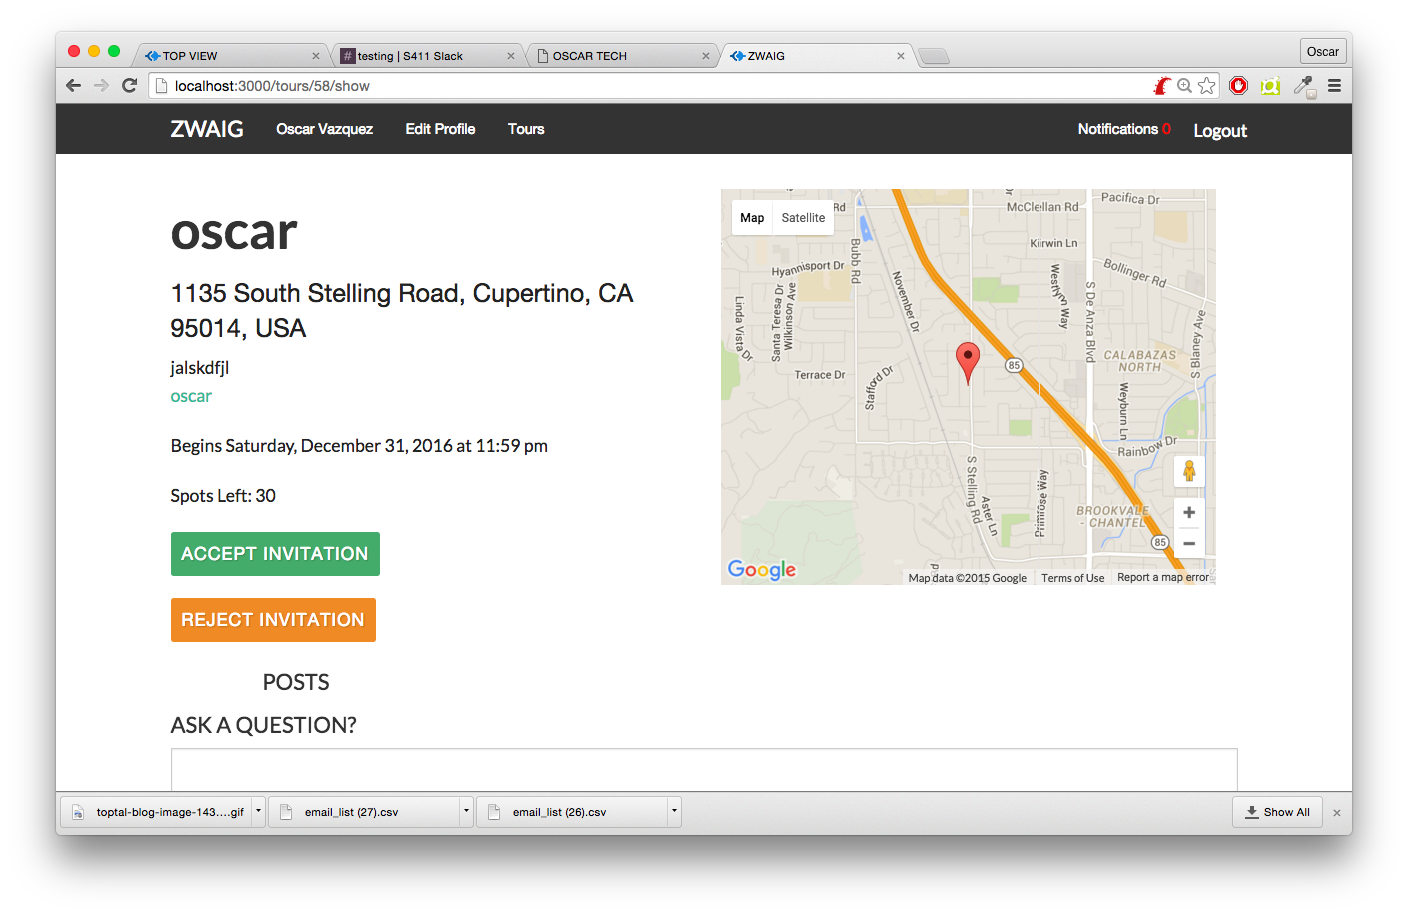 TOP VIEW
testing | S411 Slack
OSCAR TECH
ZWAIG
Oscar
localhost:3000/tours/58/show
ZWAIG
Oscar Vazquez
Edit Profile
Tours
Notifications 0
Logout
oscar
1135 South Stelling Road, Cupertino, CA
95014, USA
jalskdfjl
oscar
Begins Saturday, December 31, 2016 at 11:59 pm
Spots Left: 30
ACCEPT INVITATION
REJECT INVITATION
Map
Satellite
Rd
McClellan Rd
Pacifica Dr
Kirwin Ln
Bubb Rd
Hyannisport Dr
Bollinger Rd
Westlynn Way
November Dr
S De Anza Blvd
Linda Vista Dr
Santa Teresa Dr
Wilkinson Ave
S Blaney Ave
CALABAZAS
NORTH
85
Terrace Dr
Stafford Dr
Weyburn Ln
Rainbow Dr
S Stelling Rd
Aster Ln
Primrose Way
BROOKVALE
- CHANTEL
85
Google
Map data ©2015 Google
Terms of Use
Report a map error
POSTS
ASK A QUESTION?
toptal-blog-image-143....gif
email_list (27).csv
email_list (26).csv
Show All